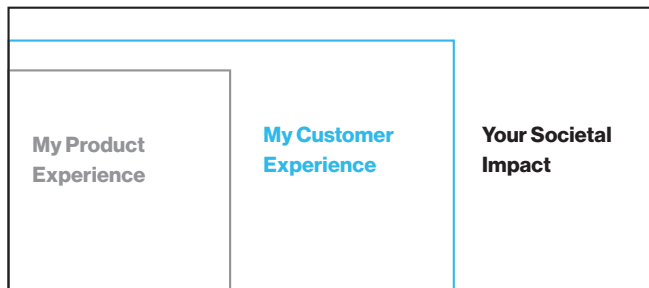 My Product
Experience
My Customer
Experience
Your Societal
Impact